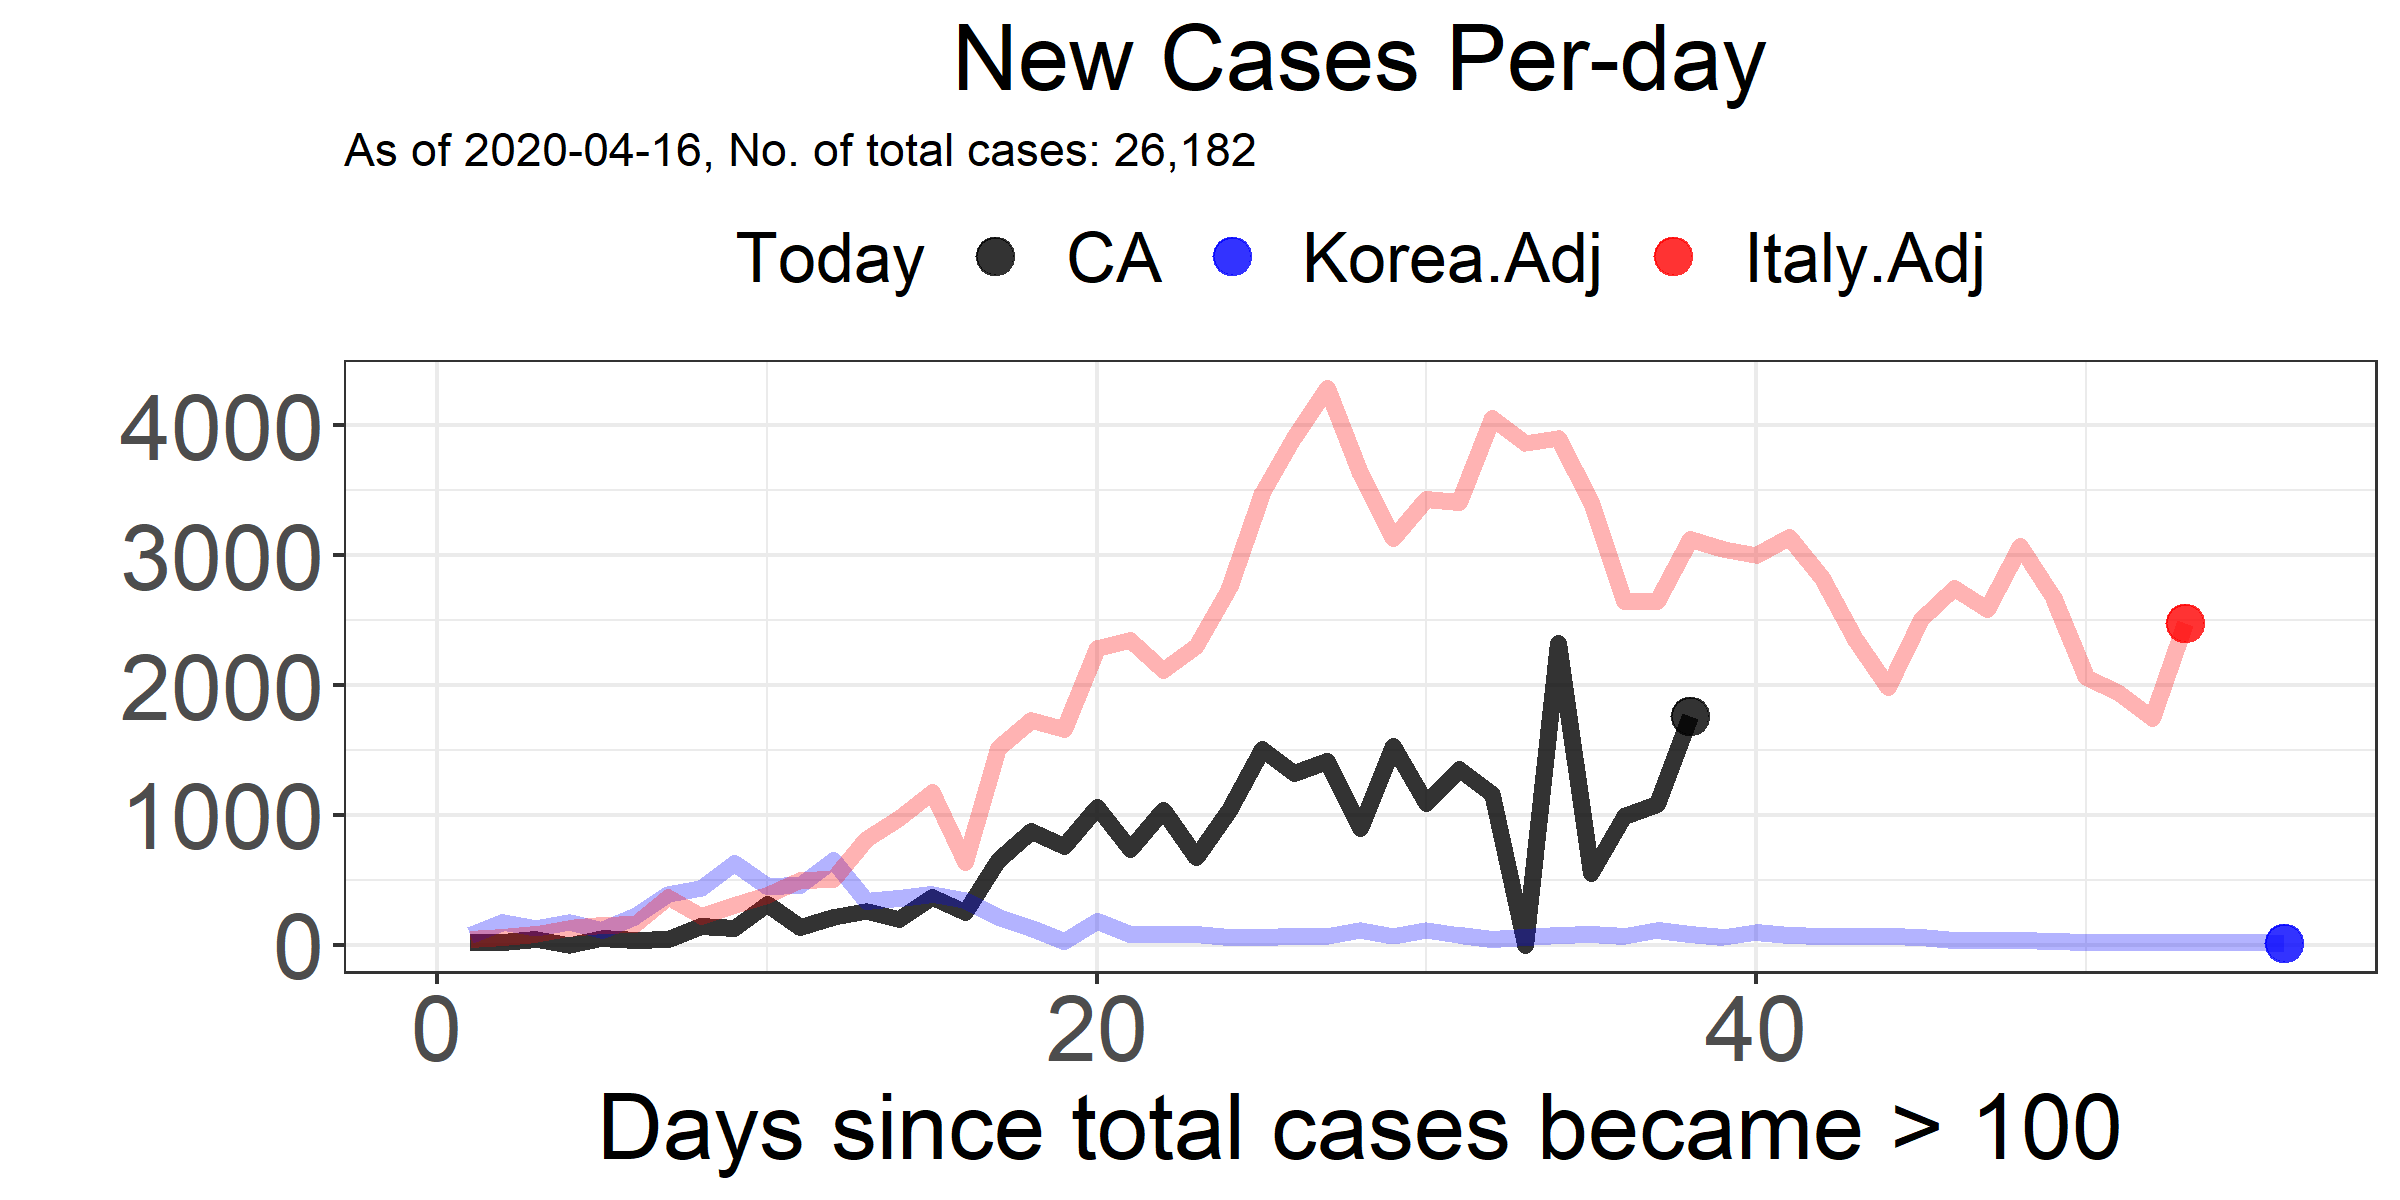 New Cases Per-day
As of 2020-04-16, No. of total cases: 26,182
Today CA Korea.Adj Italy.Adj
4000
3000
2000
1000
0
0 20 40
Days since total cases became > 100